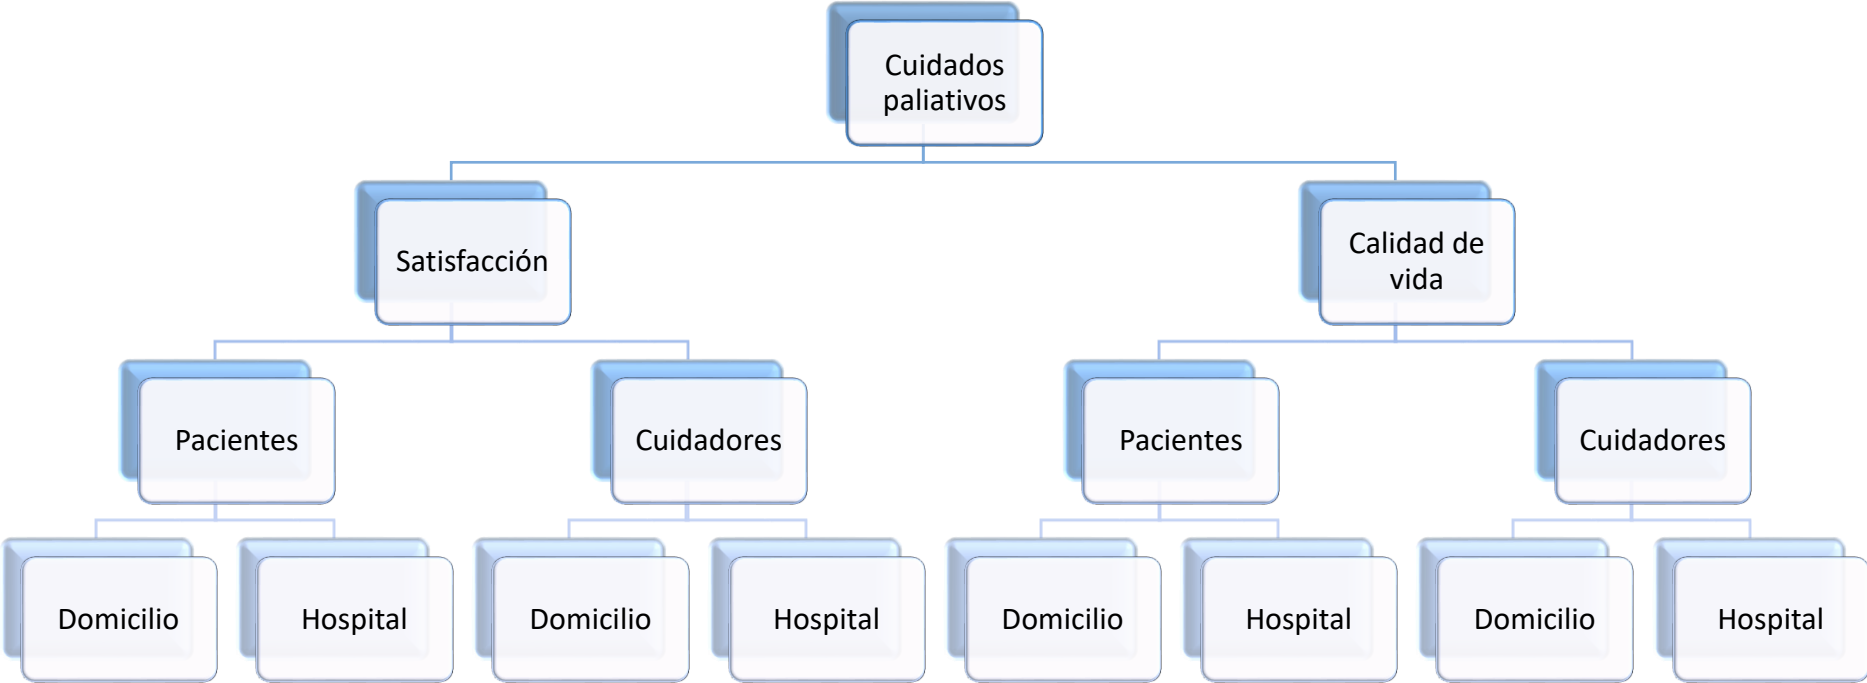 Cuidados
paliativos
Satisfacción
Calidad de
vida
Pacientes
Cuidadores
Pacientes
Cuidadores
Domicilio
Hospital
Domicilio
Hospital
Domicilio
Hospital
Domicilio
Hospital